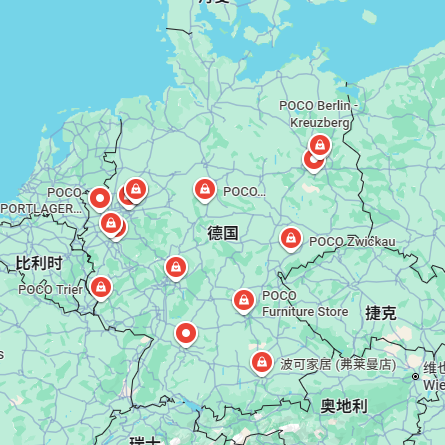 POCO Berlin -
Kreuzberg
POCO
PORTLAGER...
POCO...
德国
POCO Zwickau
比利时
POCO Trier
POCO
Furniture Store
捷克
波可家居 (弗莱曼店)
维也
Wie
奥地利
瑞士